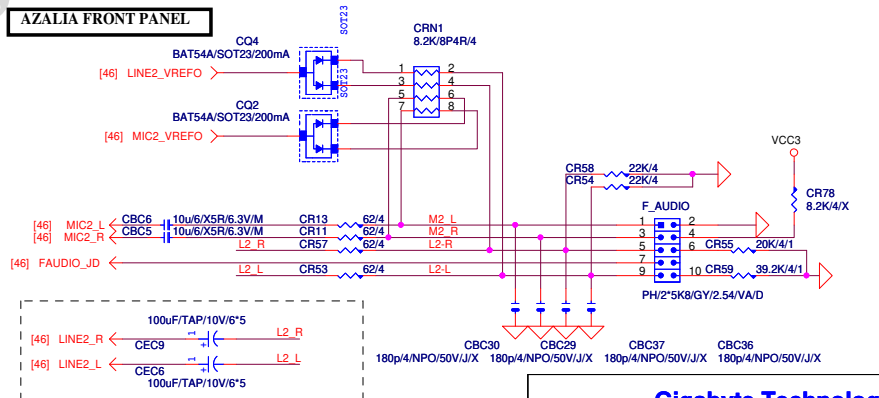 AZALIA FRONT PANEL
SOT23
CQ4
BAT54A/SOT23/200mA
[46] LINE2_VREFO
SOT23
CQ2
BAT54A/SOT23/200mA
[46] MIC2_VREFO
CRN1
8.2K/8P4R/4
1 2
3 4
5 6
7 8
VCC3
CR58 22K/4
CR54 22K/4
CR78
8.2K/4/X
F_AUDIO
[46] MIC2_L CBC6 10u/6/X5R/6.3V/M CR13 62/4 M2_L 1 2
[46] MIC2_R CBC5 10u/6/X5R/6.3V/M CR11 62/4 M2_R 3 4
L2_R CR57 62/4 L2-R 5 6 CR55 20K/4/1
[46] FAUDIO_JD 7
L2_L CR53 62/4 L2-L 9 10 CR59 39.2K/4/1
PH/2*5K8/GY/2.54/VA/D
100uF/TAP/10V/6*5
[46] LINE2_R 1 + L2_R
CEC9
[46] LINE2_L 1 + L2_L
CEC6
100uF/TAP/10V/6*5
CBC30 CBC29 CBC37 CBC36
180p/4/NPO/50V/J/X 180p/4/NPO/50V/J/X 180p/4/NPO/50V/J/X 180p/4/NPO/50V/J/X
Gigabyte Technolog